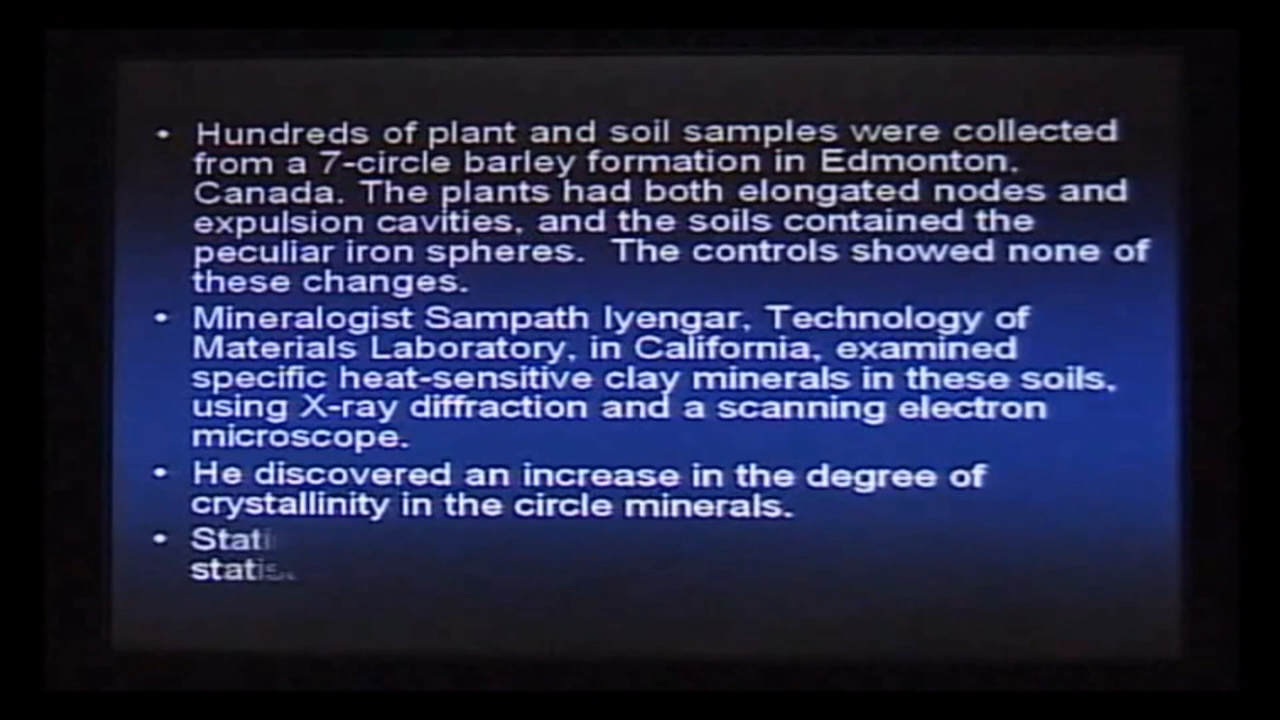 • Hundreds of plant and soil samples were collected
from a 7-circle barley formation in Edmonton,
Canada. The plants had both elongated nodes and
expulsion cavities, and the soils contained the
peculiar iron spheres. The controls showed none of
these changes.
• Mineralogist Sampath Iyengar, Technology of
Materials Laboratory, in California, examined
specific heat-sensitive clay minerals in these soils,
using X-ray diffraction and a scanning electron
microscope.
• He discovered an increase in the degree of
crystallinity in the circle minerals.
• Stati
statis